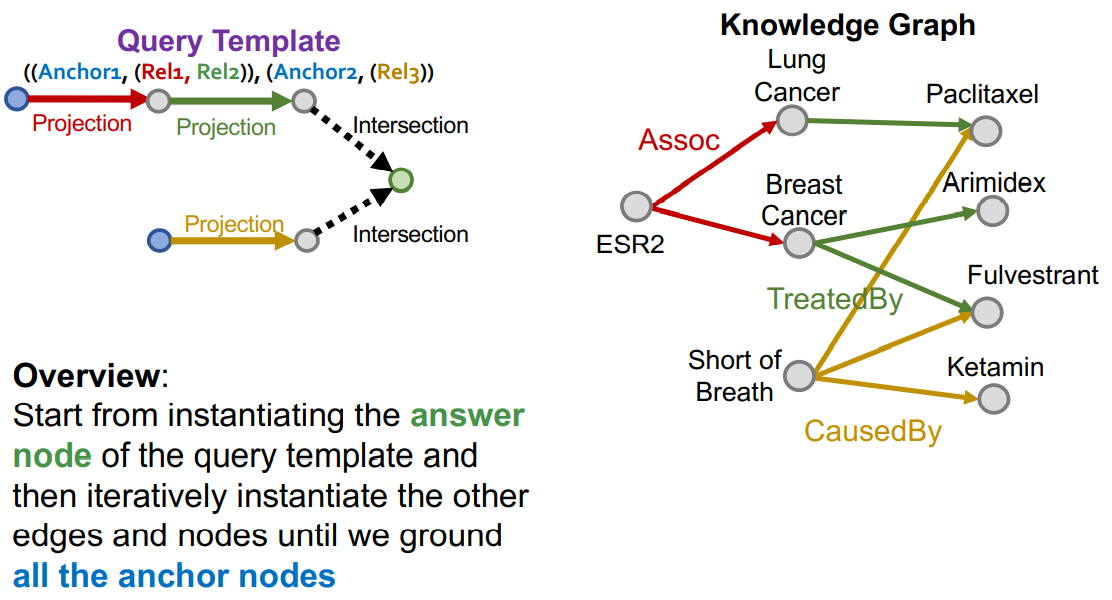 Query Template
((Anchor1, (Rel1, Rel2)), (Anchor2, (Rel3))
Projection
Projection
Intersection
Projection
Intersection
Overview:
Start from instantiating the answer
node of the query template and
then iteratively instantiate the other
edges and nodes until we ground
all the anchor nodes
Knowledge Graph
Lung
Cancer
Paclitaxel
Assoc
Breast
Cancer
Arimidex
ESR2
Fulvestrant
TreatedBy
Short of
Breath
Ketamin
CausedBy